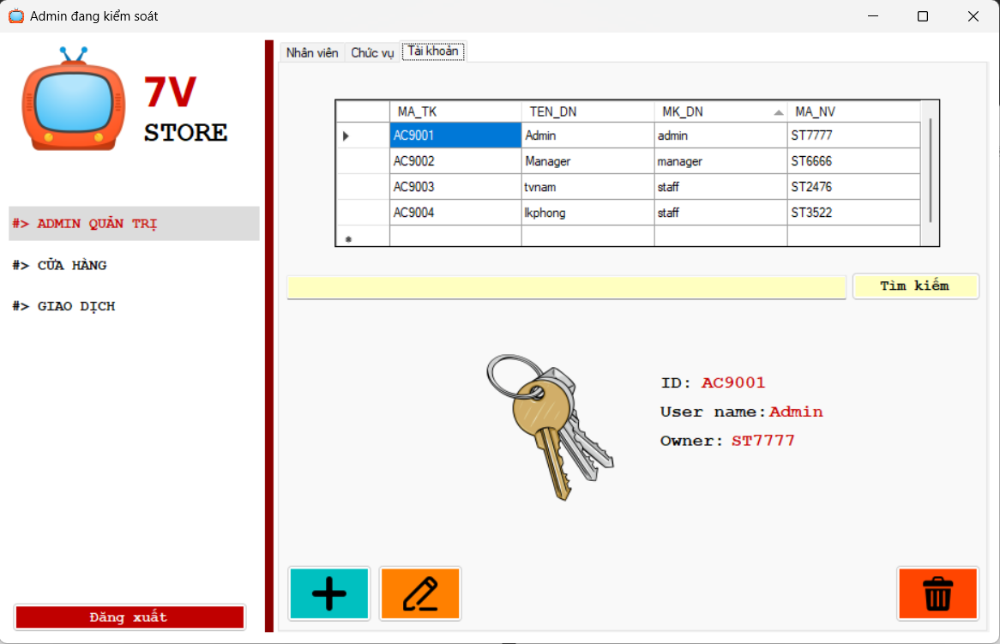 Admin đang kiểm soát
7V
STORE
#> ADMIN QUẢN TRỊ
#> CỬA HÀNG
#> GIAO DỊCH
Đăng xuất
Nhân viên Chức vụ Tài khoản
MA_TK TEN_DN MK_DN MA_NV
AC9001 Admin admin ST7777
AC9002 Manager manager ST6666
AC9003 tvnam staff ST2476
AC9004 lkphong staff ST3522
Tìm kiếm
ID: AC9001
User name: Admin
Owner: ST7777